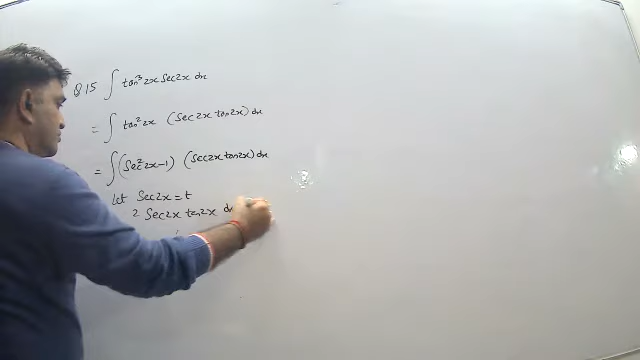 Q15 ∫ tan³2x sec2x dx
= ∫ tan²2x (sec2x tan2x) dx
= ∫ (sec²2x-1) (sec2x tan2x) dx
let sec2x = t
2 sec2x tan2x